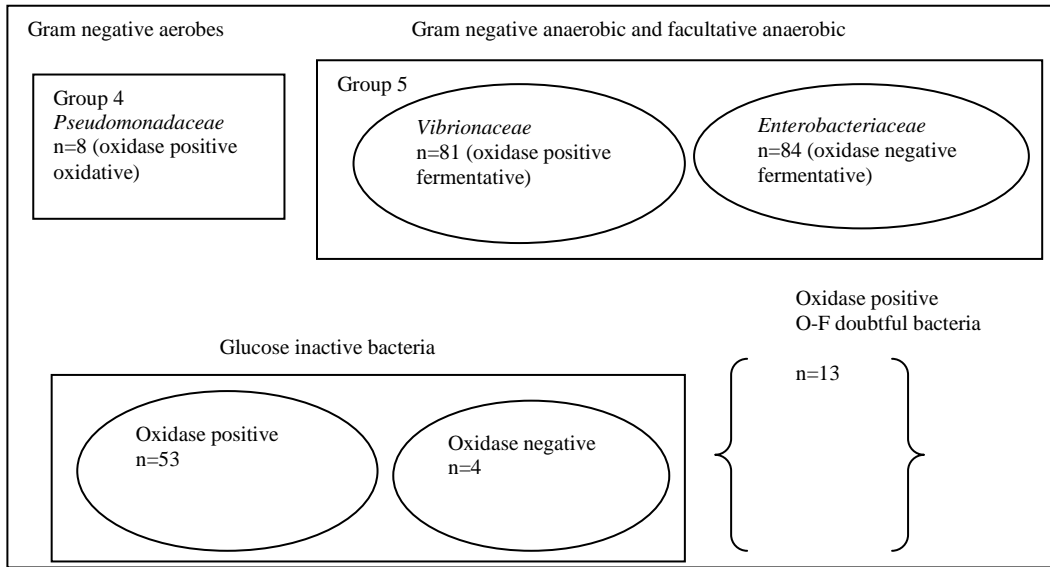 Gram negative aerobes
Gram negative anaerobic and facultative anaerobic
Group 4
Pseudomonadaceae
n=8 (oxidase positive
oxidative)
Group 5
Vibrionaceae
n=81 (oxidase positive
fermentative)
Enterobacteriaceae
n=84 (oxidase negative
fermentative)
Oxidase positive
O-F doubtful bacteria
n=13
Glucose inactive bacteria
Oxidase positive
n=53
Oxidase negative
n=4